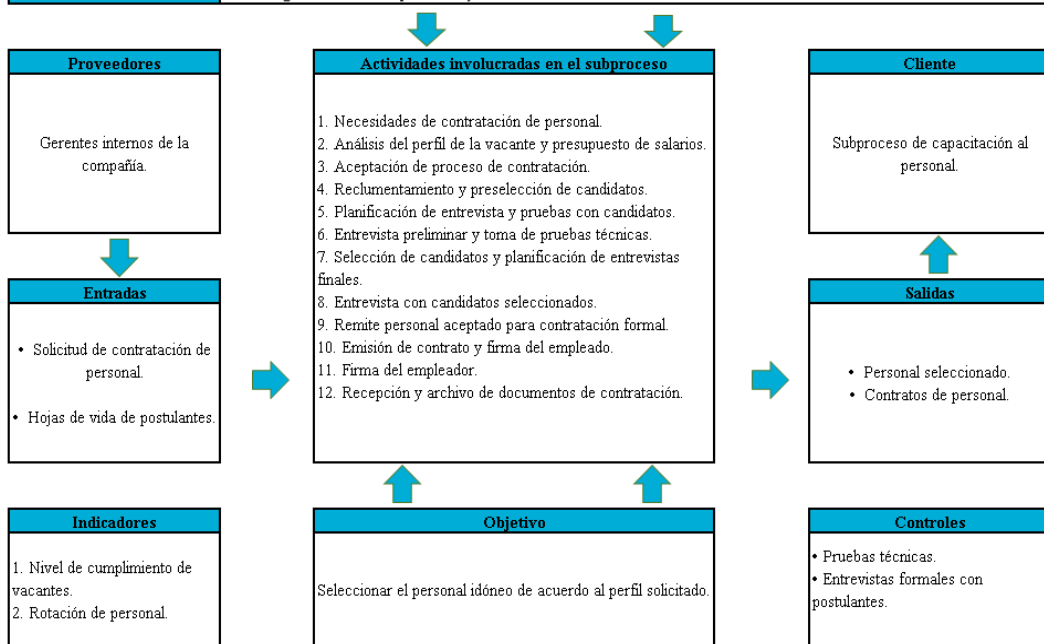 Proveedores
Gerentes internos de la
compañía.
Actividades involucradas en el subproceso
1. Necesidades de contratación de personal.
2. Análisis del perfil de la vacante y presupuesto de salarios.
3. Aceptación de proceso de contratación.
4. Reclumentamiento y preselección de candidatos.
5. Planificación de entrevista y pruebas con candidatos.
6. Entrevista preliminar y toma de pruebas técnicas.
7. Selección de candidatos y planificación de entrevistas
finales.
8. Entrevista con candidatos seleccionados.
9. Remite personal aceptado para contratación formal.
10. Emisión de contrato y firma del empleado.
11. Firma del empleador.
12. Recepción y archivo de documentos de contratación.
Cliente
Subproceso de capacitación al
personal.
Entradas
• Solicitud de contratación de
personal.
• Hojas de vida de postulantes.
Salidas
• Personal seleccionado.
• Contratos de personal.
Indicadores
1. Nivel de cumplimiento de
vacantes.
2. Rotación de personal.
Objetivo
Seleccionar el personal idóneo de acuerdo al perfil solicitado.
Controles
• Pruebas técnicas.
• Entrevistas formales con
postulantes.